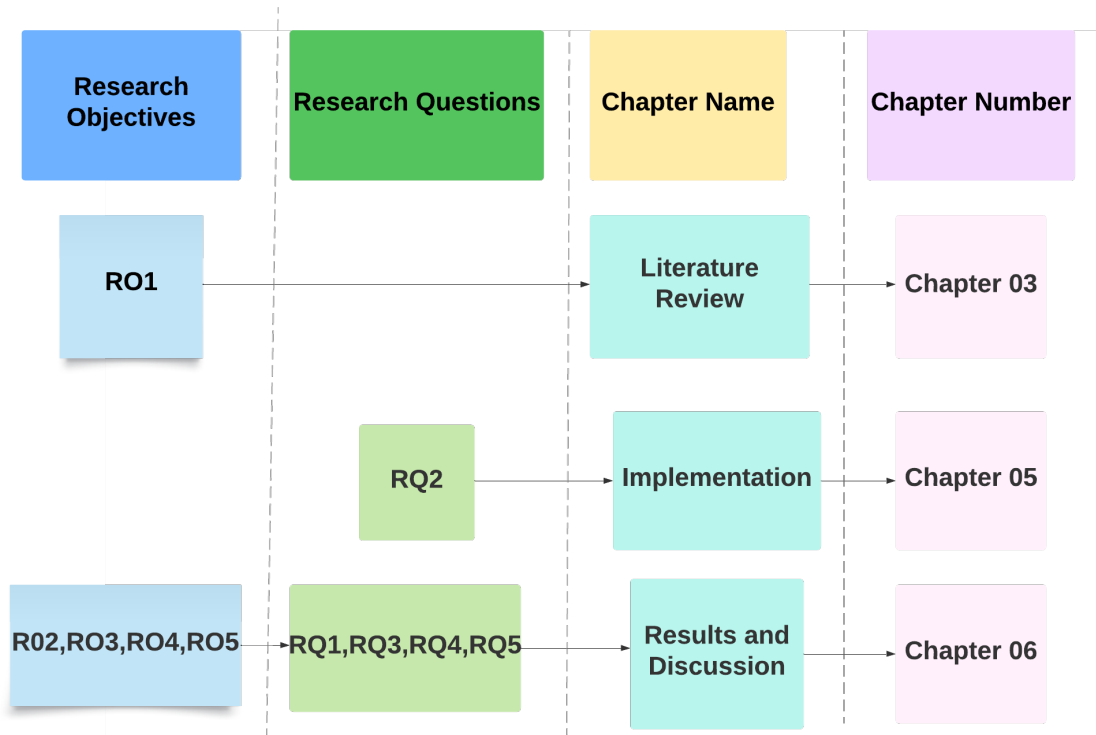 Research
Objectives
Research Questions
Chapter Name
Chapter Number
RO1
Literature
Review
Chapter 03
RQ2
Implementation
Chapter 05
R02,RO3,RO4,RO5
RQ1,RQ3,RQ4,RQ5
Results and
Discussion
Chapter 06